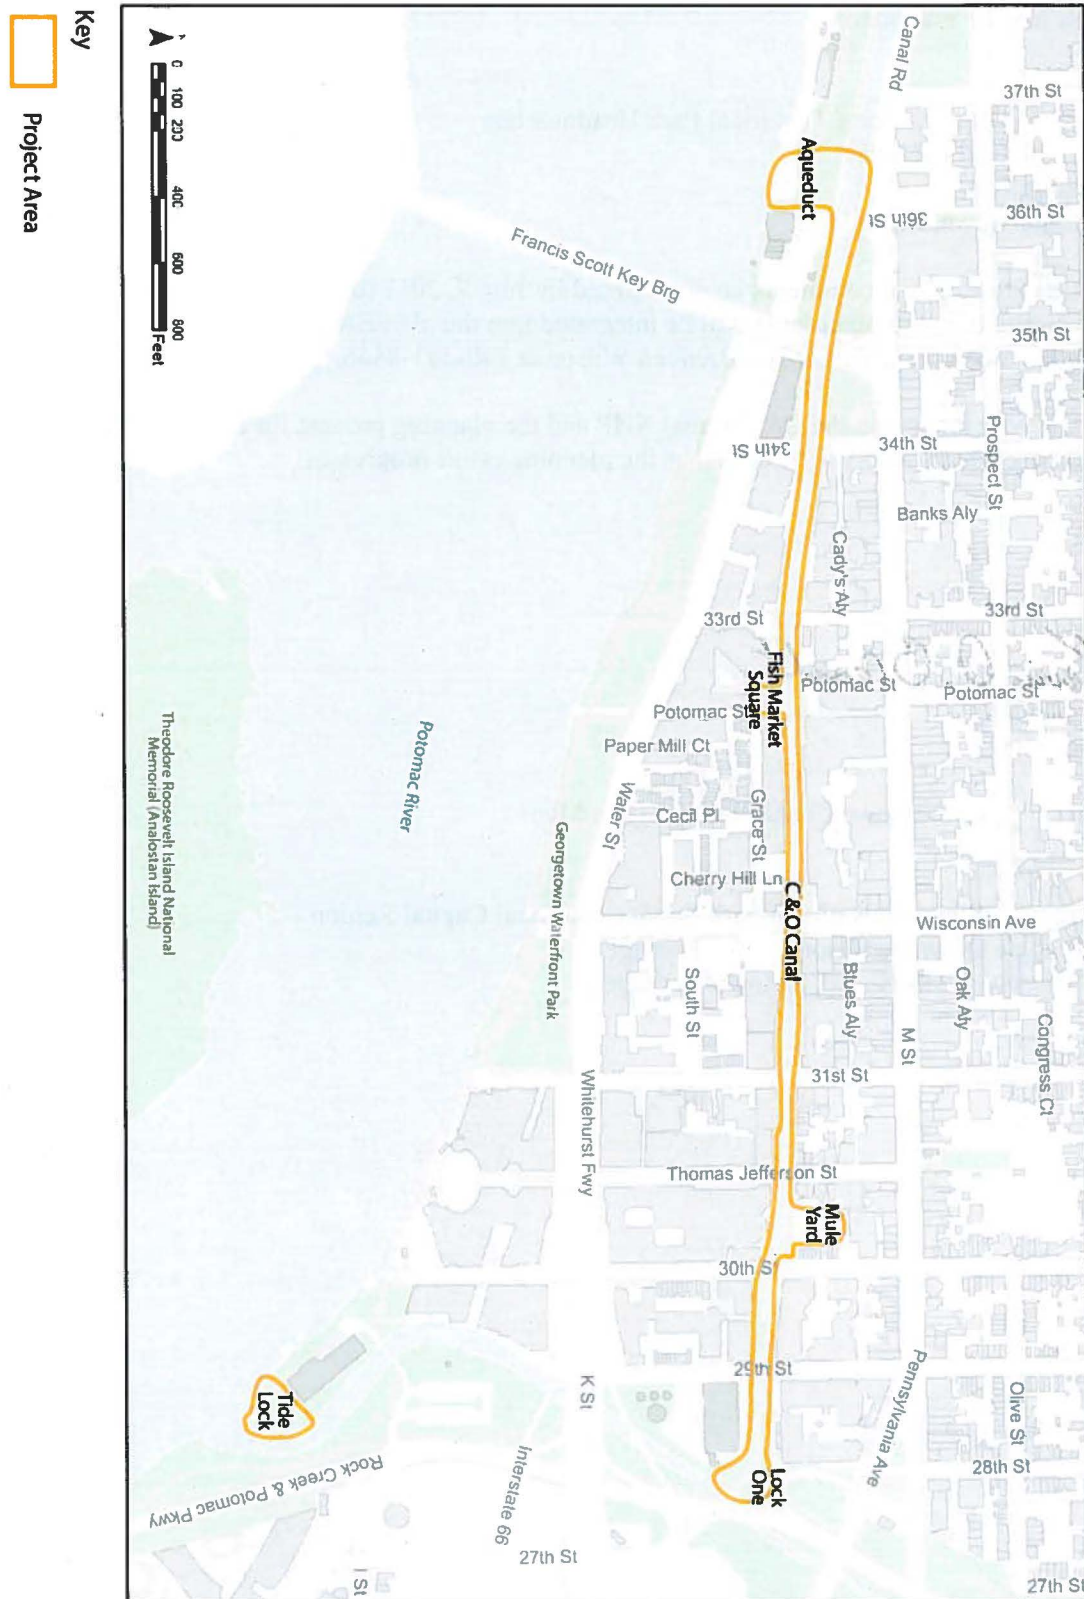 Key
Project Area
0 100 200 400 600 800
Feet
Canal Rd
37th St
Aqueduct
36th St
36th St
Francis Scott Key Brg
35th St
34th St
34th St
Prospect St
Banks Aly
Cady's Aly
33rd St
33rd St
Fish Market
Square
Potomac St
Potomac St
Potomac St
Paper Mill Ct
Water St
Cecil Pl
Grace St
Cherry Hill Ln
C & O Canal
Wisconsin Ave
Potomac River
Georgetown Waterfront Park
Theodore Roosevelt Island National
Memorial (Analostan Island)
South St
Blues Aly
Oak Aly
M St
Congress Ct
31st St
Whitehurst Fwy
Thomas Jefferson St
Mule
Yard
30th St
29th St
Pennsylvania Ave
Olive St
K St
Tide
Lock
Lock
One
28th St
Rock Creek & Potomac Pkwy
Interstate 66
27th St
27th St
I St